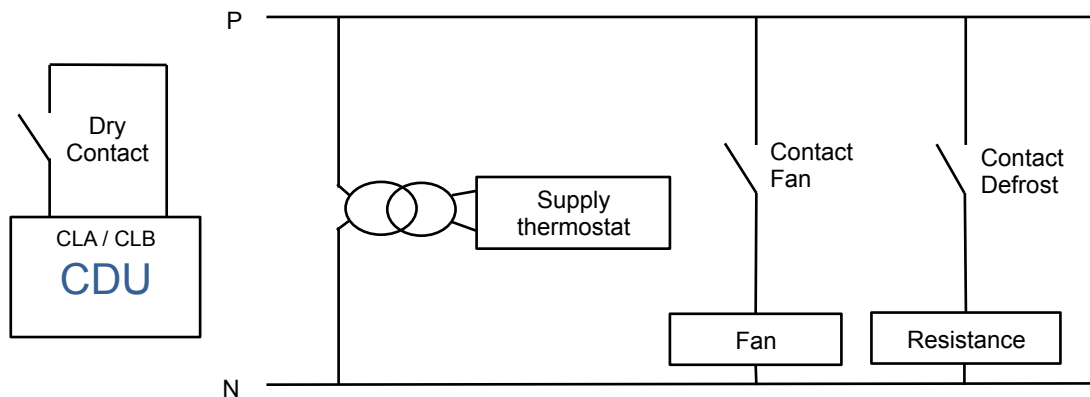 P
Dry
Contact
CLA / CLB
CDU
Supply
thermostat
Contact
Fan
Contact
Defrost
Fan
Resistance
N